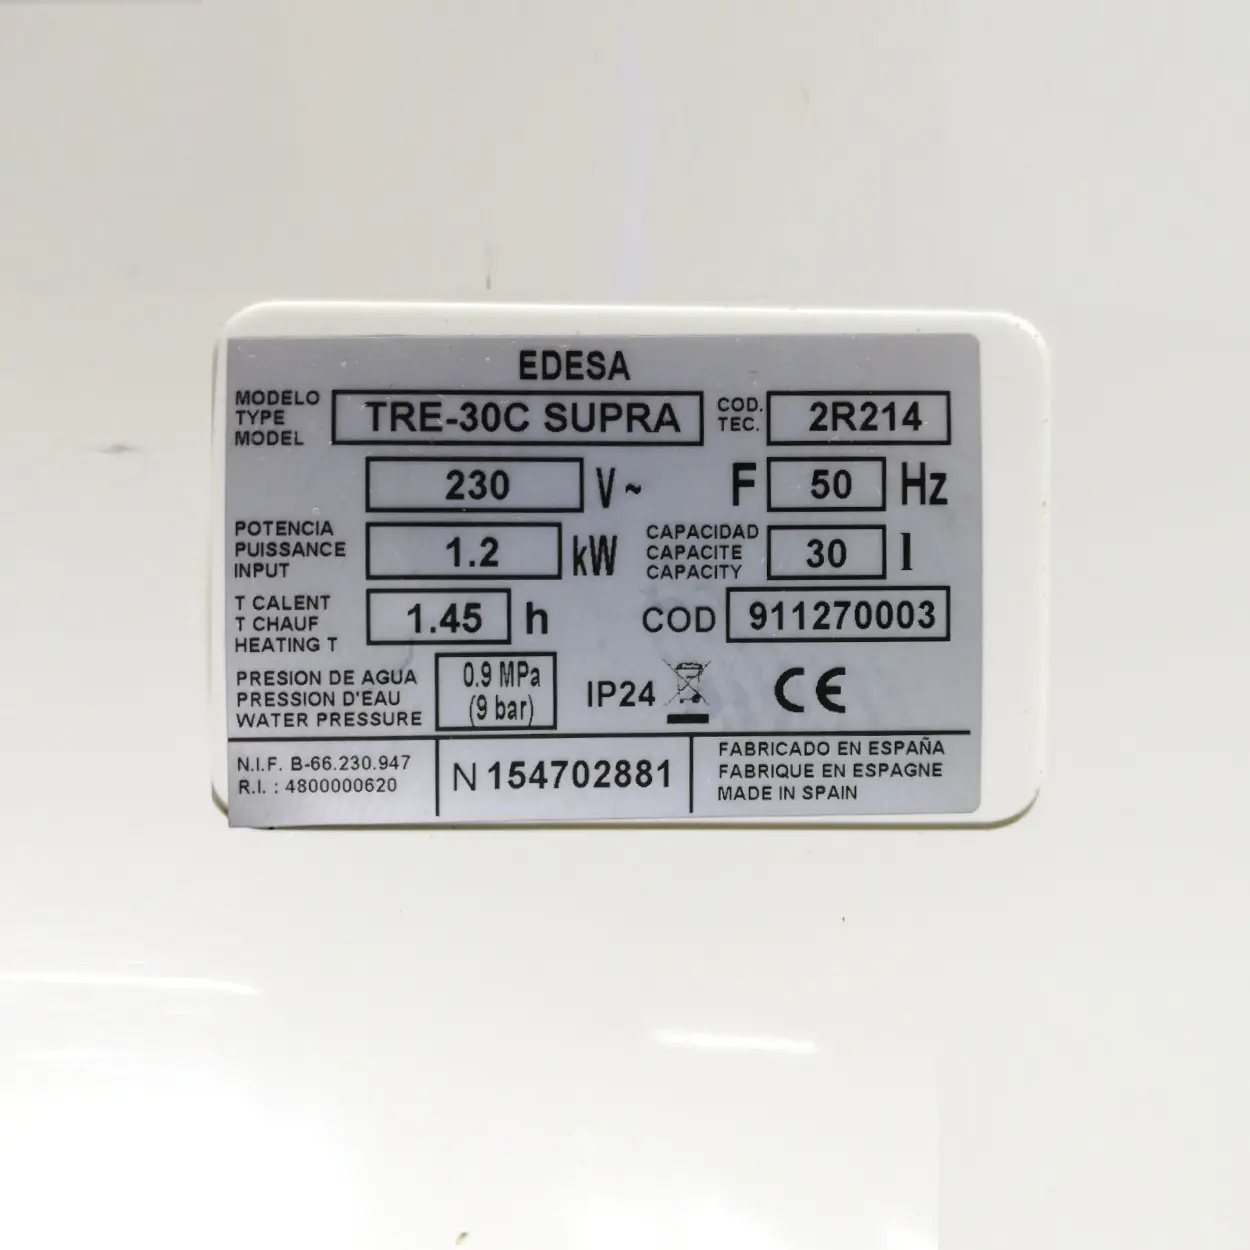 EDESA
MODELO
TYPE
MODEL
TRE-30C SUPRA
COD.
TEC.
2R214
230 V ~
F 50 Hz
POTENCIA
PUISSANCE
INPUT
1.2 kW
CAPACIDAD
CAPACITE
CAPACITY
30 l
T CALENT
T CHAUF
HEATING T
1.45 h
COD 911270003
PRESION DE AGUA
PRESSION D'EAU
WATER PRESSURE
0.9 MPa
(9 bar)
IP24
CE
N.I.F. B-66.230.947
R.I. : 4800000620
N 154702881
FABRICADO EN ESPAÑA
FABRIQUE EN ESPAGNE
MADE IN SPAIN